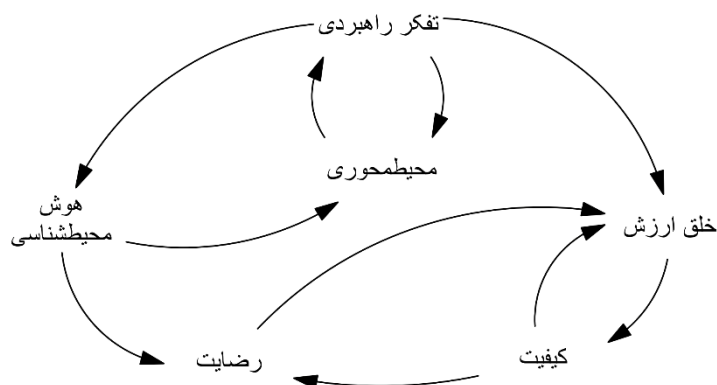 تفکر راهبردی
محیطمحوری
هوش
محیطشناسی
خلق ارزش
کیفیت
رضایت